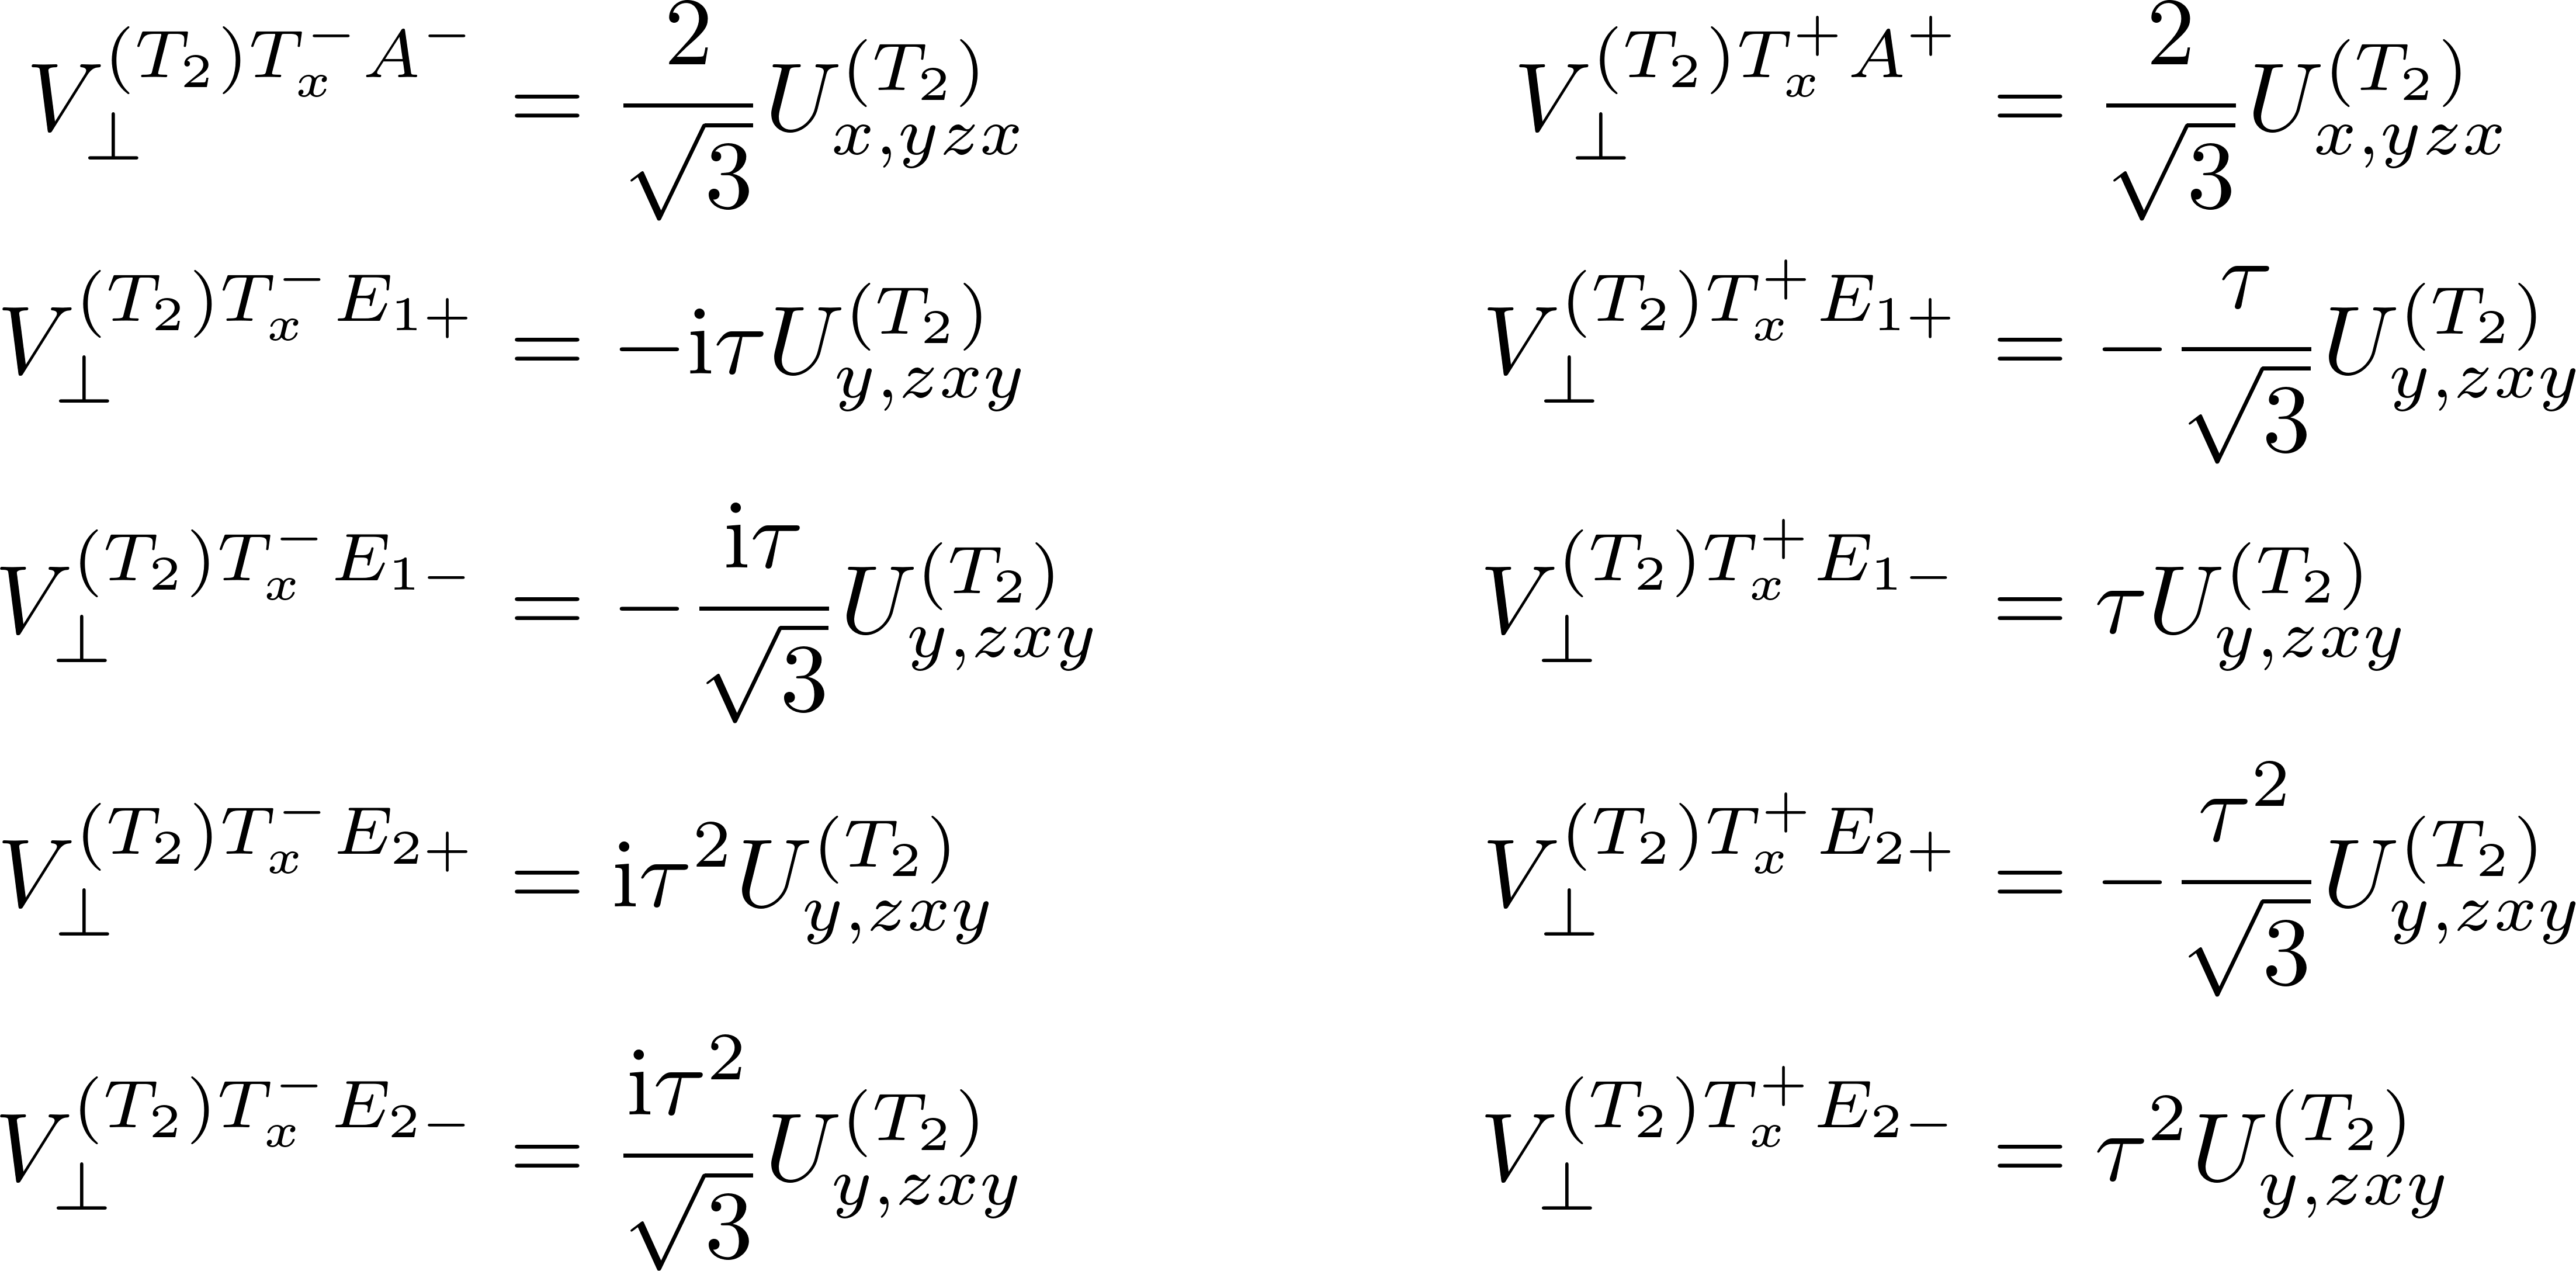 $V_{\perp}^{(T_2)T_x^- A^-} = \frac{2}{\sqrt{3}} U_{x,yzx}^{(T_2)}$ $V_{\perp}^{(T_2)T_x^+ A^+} = \frac{2}{\sqrt{3}} U_{x,yzx}^{(T_2)}$
$V_{\perp}^{(T_2)T_x^- E_{1+}} = -\mathrm{i}\tau U_{y,zxy}^{(T_2)}$ $V_{\perp}^{(T_2)T_x^+ E_{1+}} = -\frac{\tau}{\sqrt{3}} U_{y,zxy}^{(T_2)}$
$V_{\perp}^{(T_2)T_x^- E_{1-}} = -\frac{\mathrm{i}\tau}{\sqrt{3}} U_{y,zxy}^{(T_2)}$ $V_{\perp}^{(T_2)T_x^+ E_{1-}} = \tau U_{y,zxy}^{(T_2)}$
$V_{\perp}^{(T_2)T_x^- E_{2+}} = \mathrm{i}\tau^2 U_{y,zxy}^{(T_2)}$ $V_{\perp}^{(T_2)T_x^+ E_{2+}} = -\frac{\tau^2}{\sqrt{3}} U_{y,zxy}^{(T_2)}$
$V_{\perp}^{(T_2)T_x^- E_{2-}} = \frac{\mathrm{i}\tau^2}{\sqrt{3}} U_{y,zxy}^{(T_2)}$ $V_{\perp}^{(T_2)T_x^+ E_{2-}} = \tau^2 U_{y,zxy}^{(T_2)}$